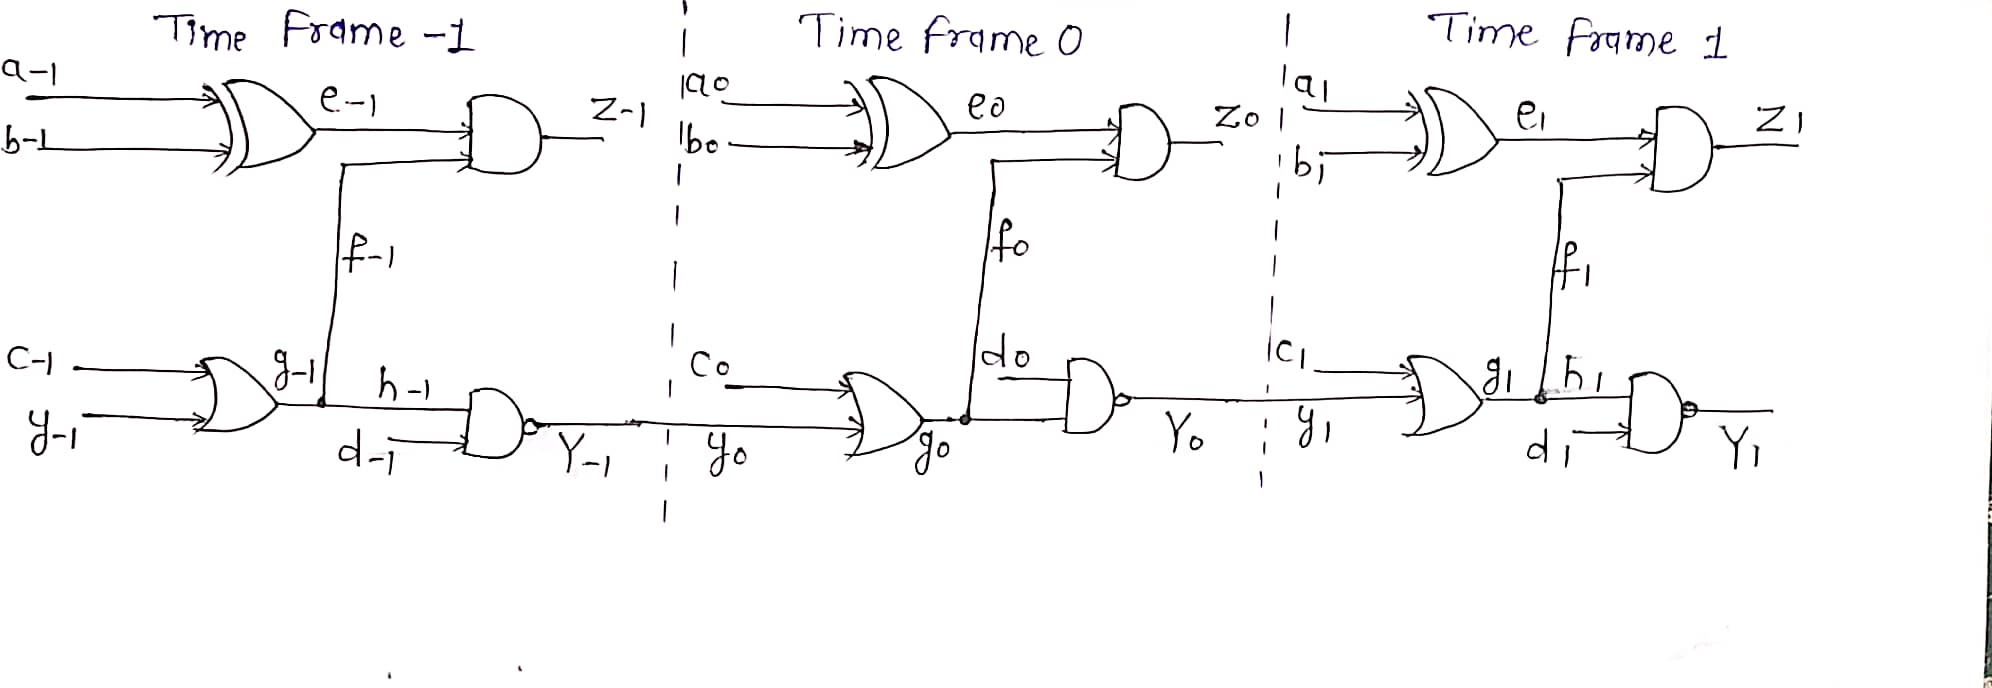 Time Frame -1 Time frame 0 Time frame 1
a-1 e-1 z-1 a0 e0 z0 a1 e1 z1
b-1 b0 b1
f-1 f0 f1
c-1 g-1 h-1 c0 d0 c1 g1 h1
y-1 d-1 Y-1 y0 g0 Y0 y1 d1 Y1